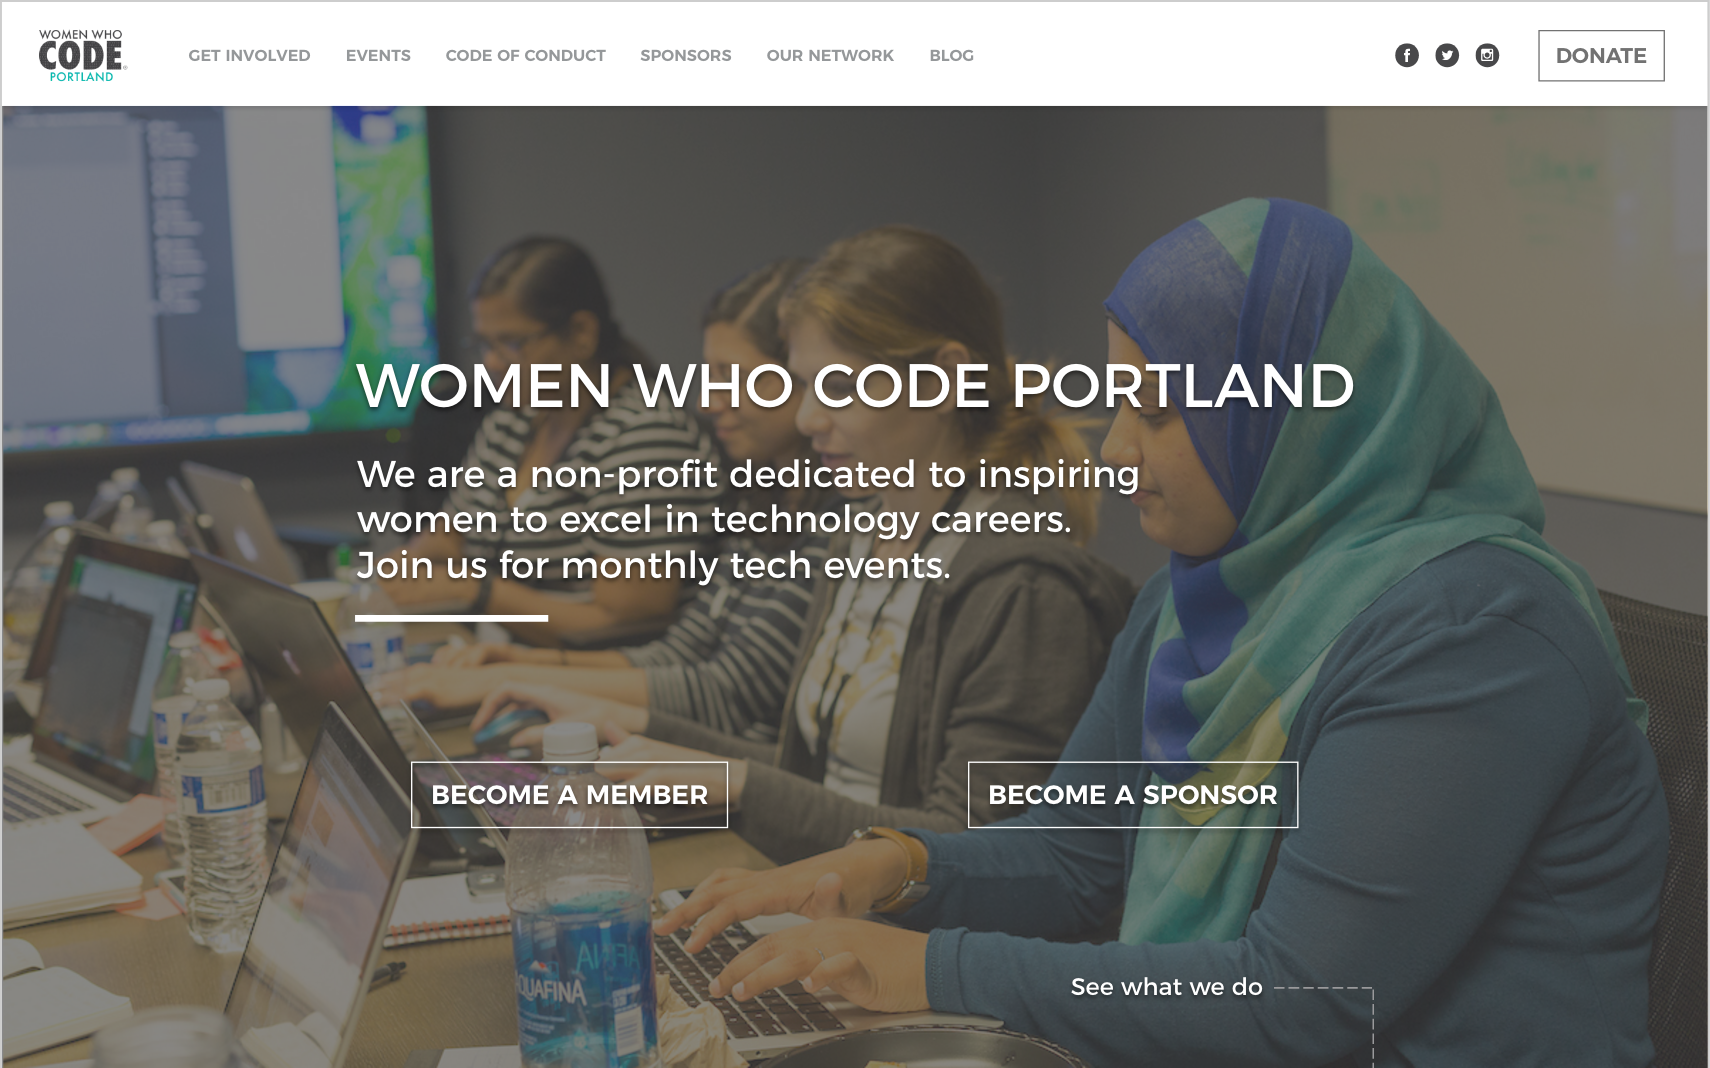 WOMEN WHO
CODE
PORTLAND
GET INVOLVED
EVENTS
CODE OF CONDUCT
SPONSORS
OUR NETWORK
BLOG
DONATE
WOMEN WHO CODE PORTLAND
We are a non-profit dedicated to inspiring
women to excel in technology careers.
Join us for monthly tech events.
BECOME A MEMBER
BECOME A SPONSOR
See what we do
AQUAFINA